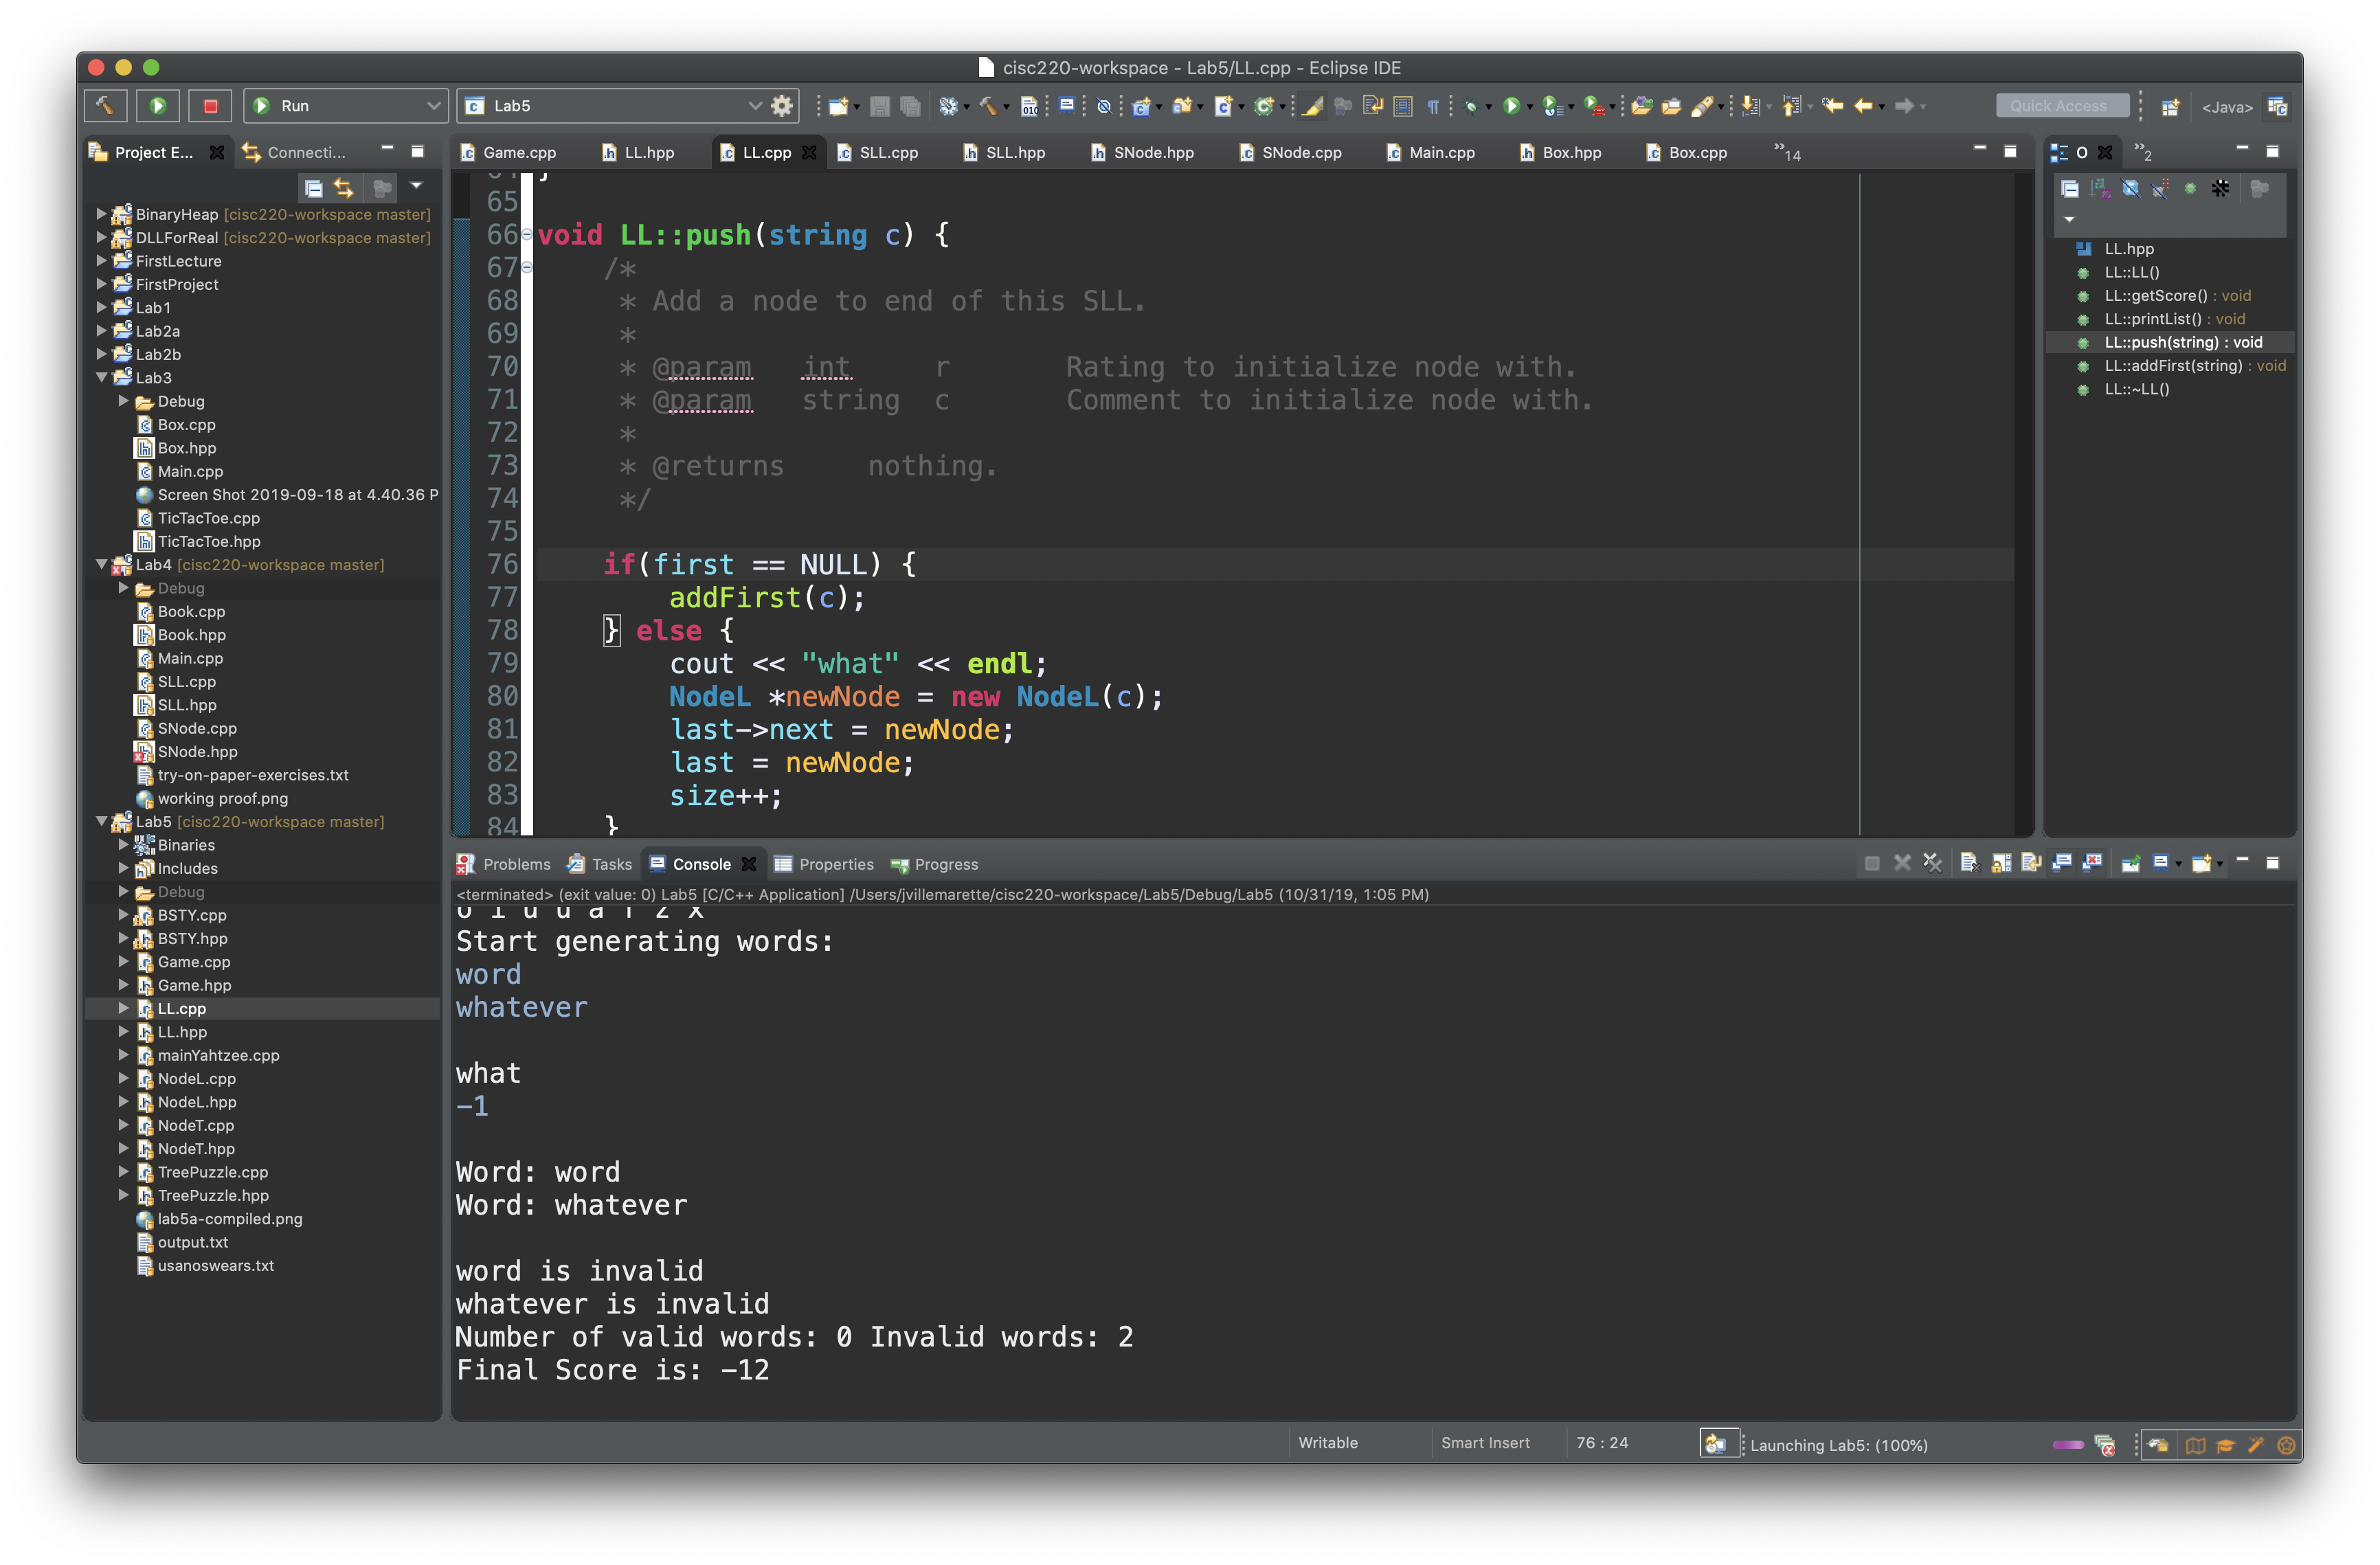 cisc220-workspace - Lab5/LL.cpp - Eclipse IDE
Run
Lab5
Quick Access
<Java>
Project E...
Connecti...
BinaryHeap [cisc220-workspace master]
DLLForReal [cisc220-workspace master]
FirstLecture
FirstProject
Lab1
Lab2a
Lab2b
Lab3
Debug
Box.cpp
Box.hpp
Main.cpp
Screen Shot 2019-09-18 at 4.40.36 P
TicTacToe.cpp
TicTacToe.hpp
Lab4 [cisc220-workspace master]
Debug
Book.cpp
Book.hpp
Main.cpp
SLL.cpp
SLL.hpp
SNode.cpp
SNode.hpp
try-on-paper-exercises.txt
working proof.png
Lab5 [cisc220-workspace master]
Binaries
Includes
Debug
BSTY.cpp
BSTY.hpp
Game.cpp
Game.hpp
LL.cpp
LL.hpp
mainYahtzee.cpp
NodeL.cpp
NodeL.hpp
NodeT.cpp
NodeT.hpp
TreePuzzle.cpp
TreePuzzle.hpp
lab5a-compiled.png
output.txt
usanoswears.txt
Game.cpp LL.hpp LL.cpp SLL.cpp SLL.hpp SNode.hpp SNode.cpp Main.cpp Box.hpp Box.cpp »14
65
66 void LL::push(string c) {
67 /*
68 * Add a node to end of this SLL.
69 *
70 * @param int r Rating to initialize node with.
71 * @param string c Comment to initialize node with.
72 *
73 * @returns nothing.
74 */
75
76 if(first == NULL) {
77 addFirst(c);
78 } else {
79 cout << "what" << endl;
80 NodeL *newNode = new NodeL(c);
81 last->next = newNode;
82 last = newNode;
83 size++;
84 }
O »2
LL.hpp
LL::LL()
LL::getScore() : void
LL::printList() : void
LL::push(string) : void
LL::addFirst(string) : void
LL::~LL()
Problems Tasks Console Properties Progress
<terminated> (exit value: 0) Lab5 [C/C++ Application] /Users/jvillemarette/cisc220-workspace/Lab5/Debug/Lab5 (10/31/19, 1:05 PM)
Start generating words:
word
whatever
what
-1
Word: word
Word: whatever
word is invalid
whatever is invalid
Number of valid words: 0 Invalid words: 2
Final Score is: -12
Writable
Smart Insert
76 : 24
Launching Lab5: (100%)